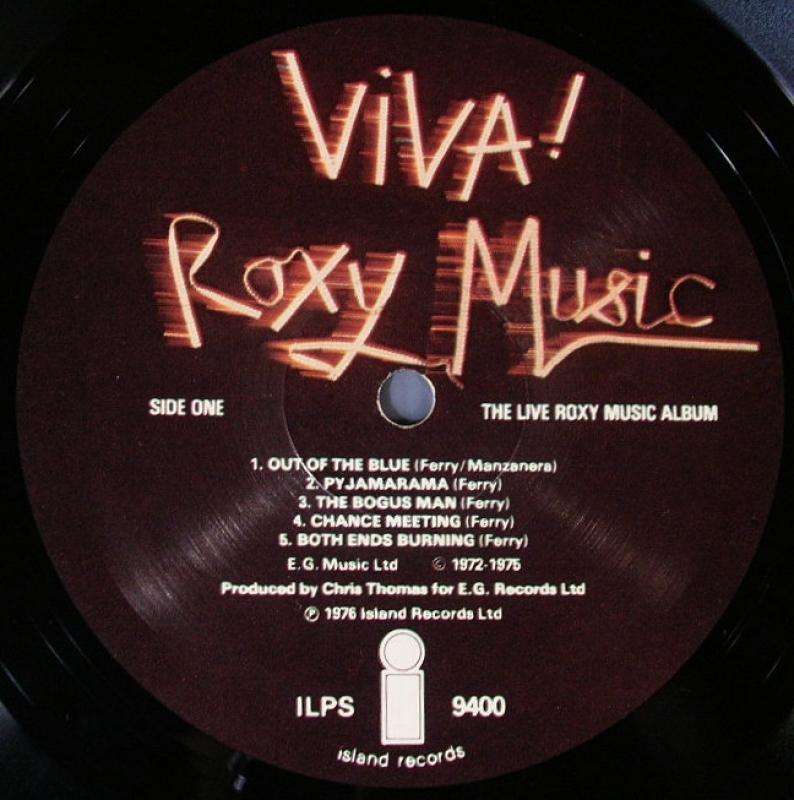 ViVA!
Roxy Music
SIDE ONE
THE LIVE ROXY MUSIC ALBUM
1. OUT OF THE BLUE (Ferry/Manzanera)
2. PYJAMARAMA (Ferry)
3. THE BOGUS MAN (Ferry)
4. CHANCE MEETING (Ferry)
5. BOTH ENDS BURNING (Ferry)
E.G. Music Ltd © 1972-1975
Produced by Chris Thomas for E.G. Records Ltd
℗ 1976 Island Records Ltd
ILPS 9400
island records